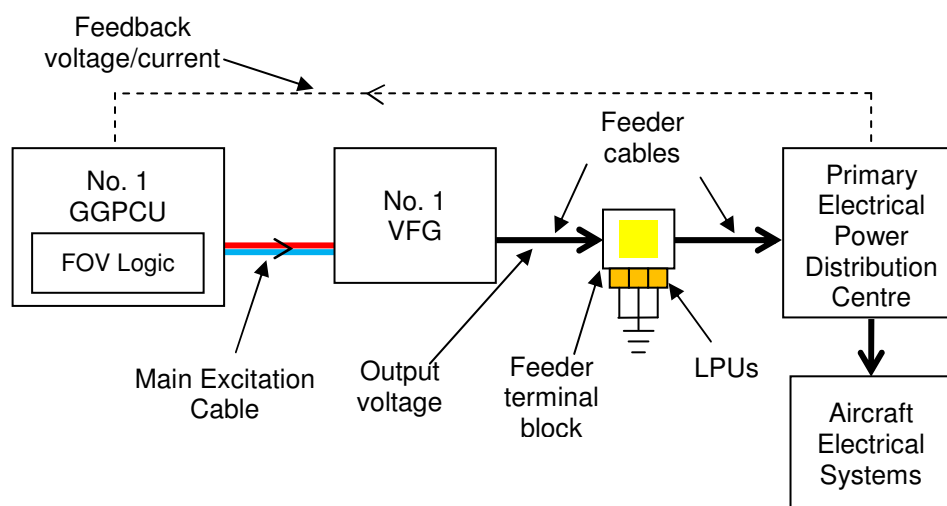 Feedback
voltage/current
Feeder
cables
No. 1
GGPCU
FOV Logic
No. 1
VFG
Primary
Electrical
Power
Distribution
Centre
Main Excitation
Cable
Output
voltage
Feeder
terminal
block
LPUs
Aircraft
Electrical
Systems